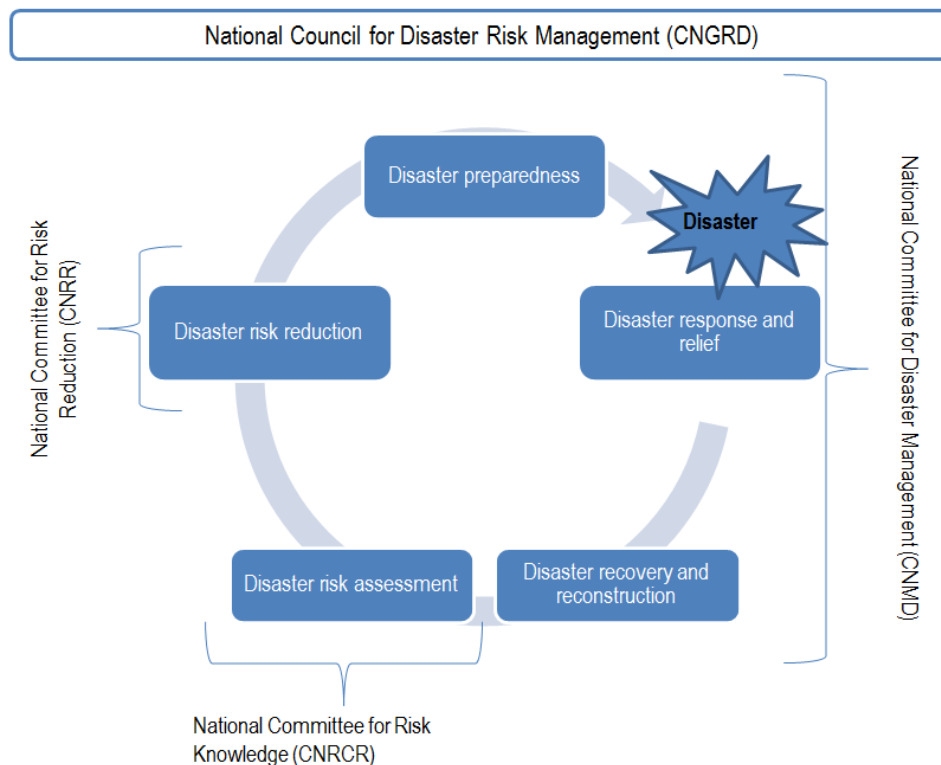 National Council for Disaster Risk Management (CNGRD)
Disaster preparedness
Disaster
National Committee for Risk
Reduction (CNRR)
Disaster risk reduction
Disaster response and
relief
National Committee for Disaster Management (CNMD)
Disaster risk assessment
Disaster recovery and
reconstruction
National Committee for Risk
Knowledge (CNRCR)